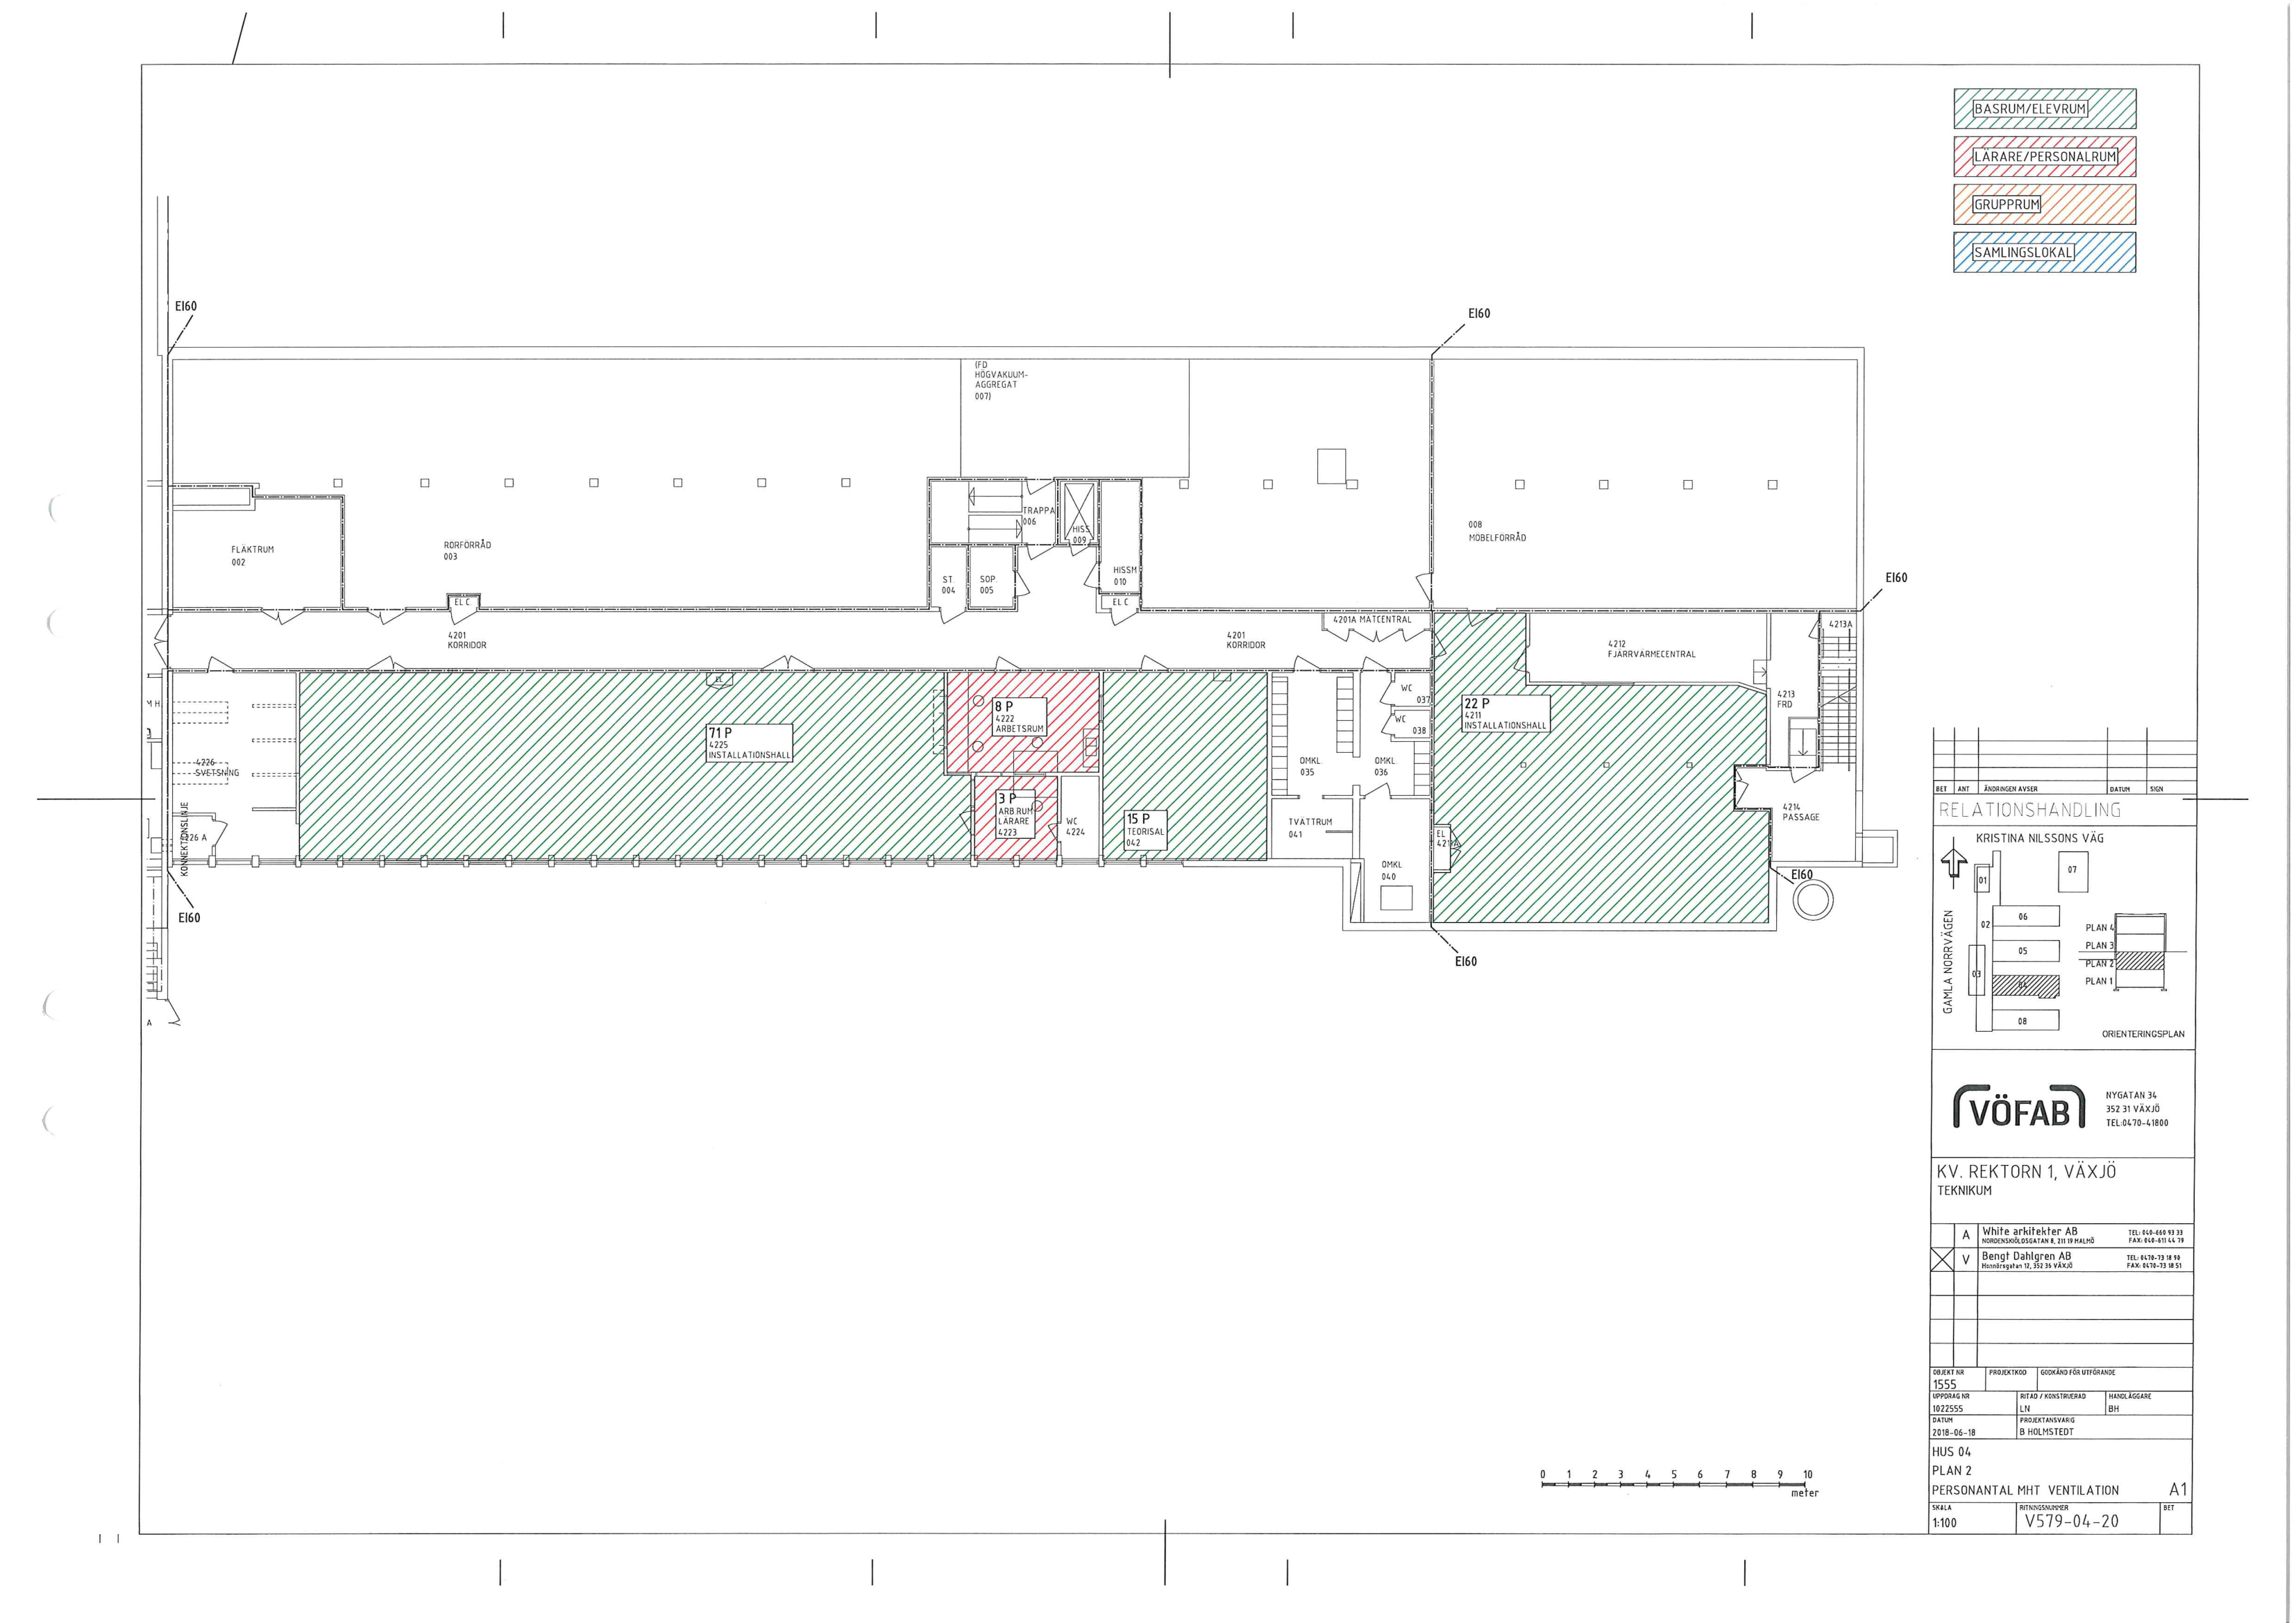 BASRUM/ELEVRUM
LÄRARE/PERSONALRUM
GRUPPRUM
SAMLINGSLOKAL
EI60
EI60
(FD
HÖGVAKUUM-
AGGREGAT
007)
TRAPPA
006
HISS
009
FLÄKTRUM
002
RÖRFÖRRÅD
003
008
MÖBELFÖRRÅD
ST.
004
SOP.
005
HISSM
010
EI60
EL C.
EL C
4201
KORRIDOR
4201
KORRIDOR
4201A MÄTCENTRAL
4212
FJÄRRVÄRMECENTRAL
4213A
M H.
4226
SVETSNING
4226 A
KONNEKTIONSLINJE
EL
71 P
4225
INSTALLATIONSHALL
8 P
4222
ARBETSRUM
3 P
ARB RUM
LÄRARE
4223
WC
4224
15 P
TEORISAL
042
OMKL.
035
OMKL.
036
WC
037
WC
038
TVÄTTRUM
041
OMKL
040
22 P
4211
INSTALLATIONSHALL
EL
4213
FRD
4214
PASSAGE
EI60
EI60
EI60
A
0 1 2 3 4 5 6 7 8 9 10
meter
BET ANT ÄNDRINGEN AVSER DATUM SIGN
RELATIONSHANDLING
KRISTINA NILSSONS VÄG
GAMLA NORRVÄGEN
01
02
03
04
05
06
07
08
PLAN 4
PLAN 3
PLAN 2
PLAN 1
ORIENTERINGSPLAN
VÖFAB
NYGATAN 34
352 31 VÄXJÖ
TEL:0470-41800
KV. REKTORN 1, VÄXJÖ
TEKNIKUM
A White arkitekter AB TEL: 040-660 93 33
NORDENSKIÖLDSGATAN 8, 211 19 MALMÖ FAX: 040-611 44 79
V Bengt Dahlgren AB TEL: 0470-73 18 90
Honnörsgatan 12, 352 36 VÄXJÖ FAX: 0470-73 18 51
OBJEKT NR PROJEKTKOD GODKÄND FÖR UTFÖRANDE
1555
UPPDRAG NR RITAD / KONSTRUERAD HANDLÄGGARE
1022555 LN BH
DATUM PROJEKTANSVARIG
2018-06-18 B HOLMSTEDT
HUS 04
PLAN 2
PERSONANTAL MHT VENTILATION A1
SKALA RITNINGSNUMMER BET
1:100 V579-04-20